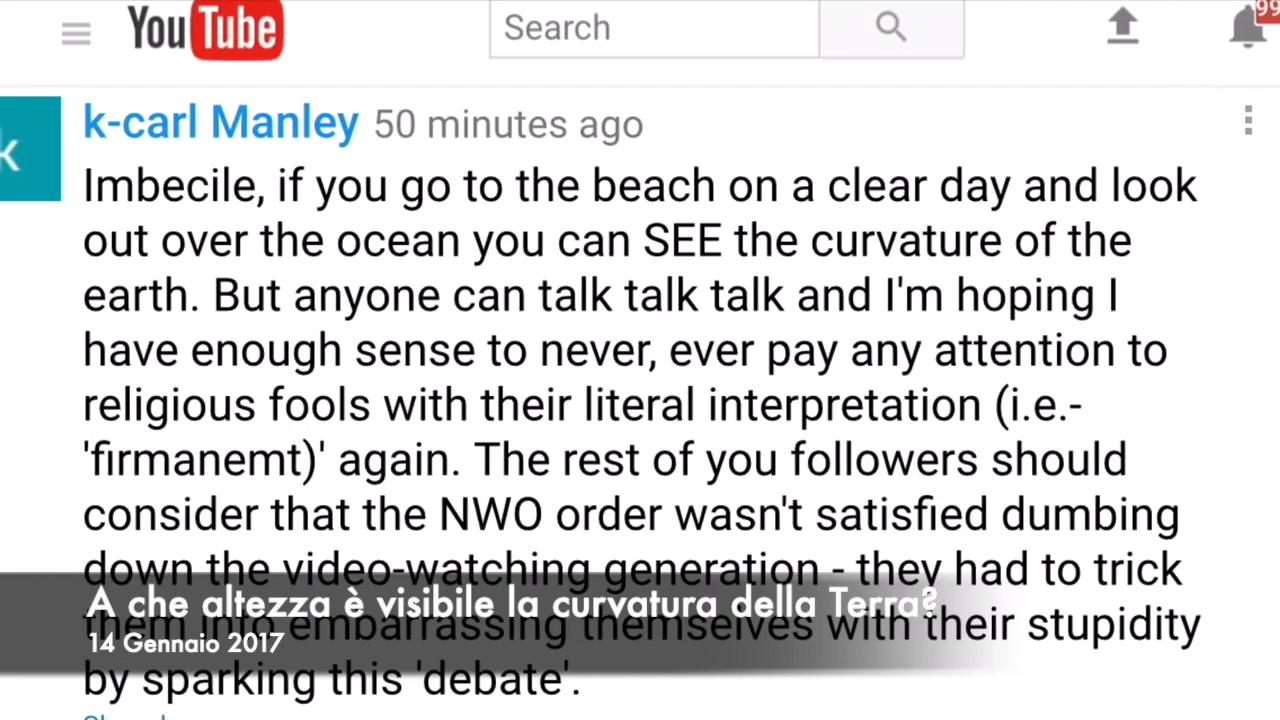 YouTube
Search
99
k
k-carl Manley 50 minutes ago
Imbecile, if you go to the beach on a clear day and look
out over the ocean you can SEE the curvature of the
earth. But anyone can talk talk talk and I'm hoping I
have enough sense to never, ever pay any attention to
religious fools with their literal interpretation (i.e.-
'firmanemt)' again. The rest of you followers should
consider that the NWO order wasn't satisfied dumbing
down the video-watching generation - they had to trick
A che altezza è visibile la curvatura della Terra?
them into embarrassing themselves with their stupidity
14 Gennaio 2017
by sparking this 'debate'.